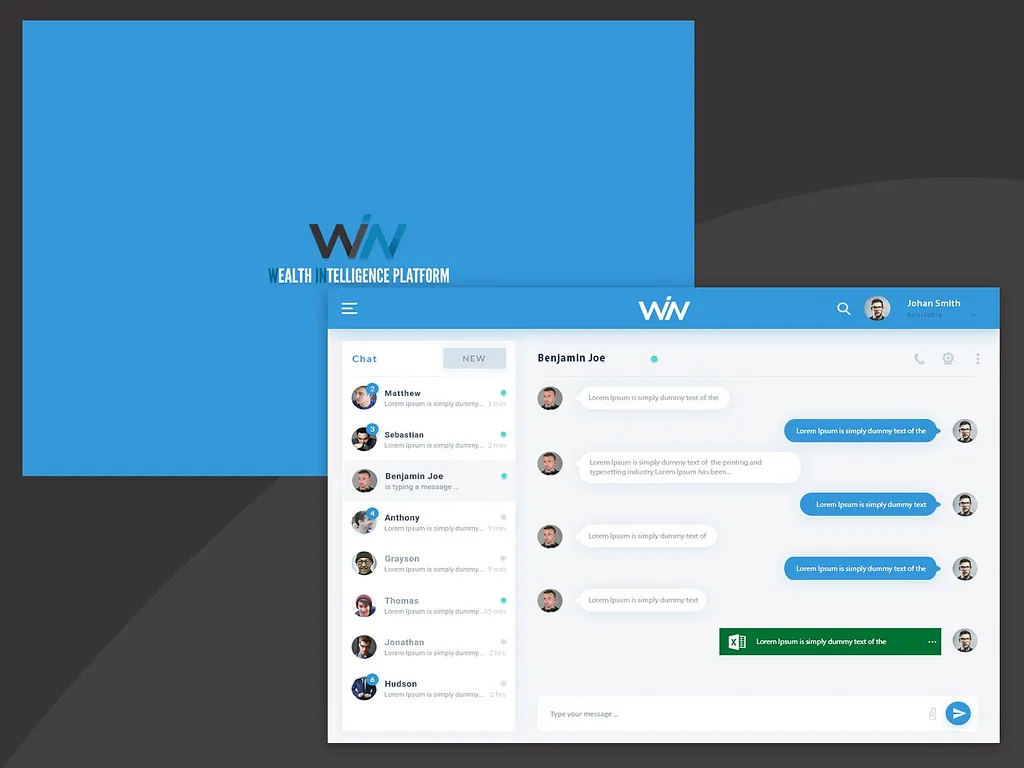 WiN
WEALTH INTELLIGENCE PLATFORM
WiN
Johan Smith
Available
Chat
NEW
2
Matthew
Lorem Ipsum is simply dummy... 1 min
3
Sebastian
Lorem Ipsum is simply dummy... 2 min
Benjamin Joe
is typing a message ...
4
Anthony
Lorem Ipsum is simply dummy... 9 min
Grayson
Lorem Ipsum is simply dummy... 9 min
Thomas
Lorem Ipsum is simply dummy... 45 min
Jonathan
Lorem Ipsum is simply dummy... 2 hrs
6
Hudson
Lorem Ipsum is simply dummy... 2 hrs
Benjamin Joe
Lorem Ipsum is simply dummy text of the
Lorem Ipsum is simply dummy text of the
Lorem Ipsum is simply dummy text of the printing and
typesetting industry Lorem Ipsum has been...
Lorem Ipsum is simply dummy text
Lorem Ipsum is simply dummy text of
Lorem Ipsum is simply dummy text of the
Lorem Ipsum is simply dummy text
X
Lorem Ipsum is simply dummy text of the
Type your message ...